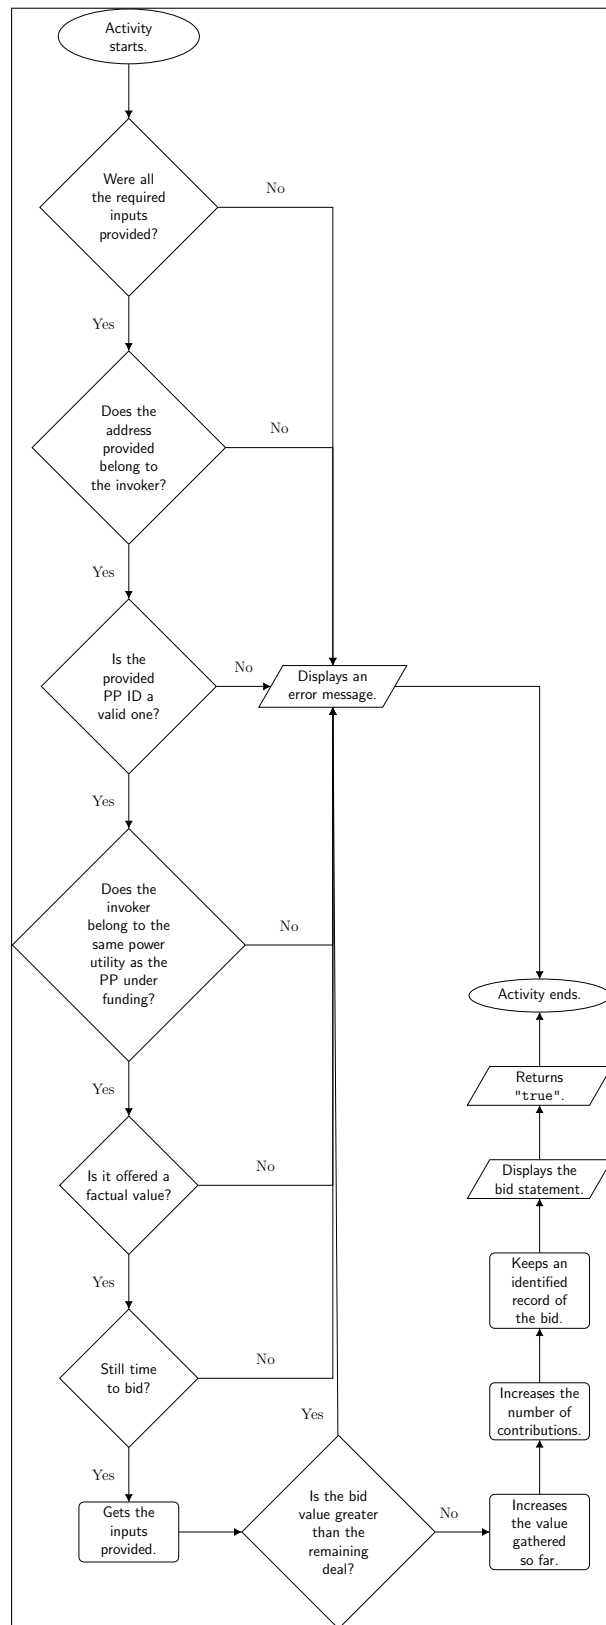 Activity
starts.
Were all
the required
inputs
provided?
No
Yes
Does the
address
provided
belong to
the invoker?
No
Yes
Is the
provided
PP ID a
valid one?
No
Displays an
error message.
Yes
Does the
invoker
belong to the
same power
utility as the
PP under
funding?
No
Activity ends.
Yes
Returns
"true".
Is it offered a
factual value?
No
Displays the
bid statement.
Yes
Keeps an
identified
record of
the bid.
Still time
to bid?
No
Yes
Increases the
number of
contributions.
Yes
Gets the
inputs
provided.
Is the bid
value greater
than the
remaining
deal?
No
Increases
the value
gathered
so far.